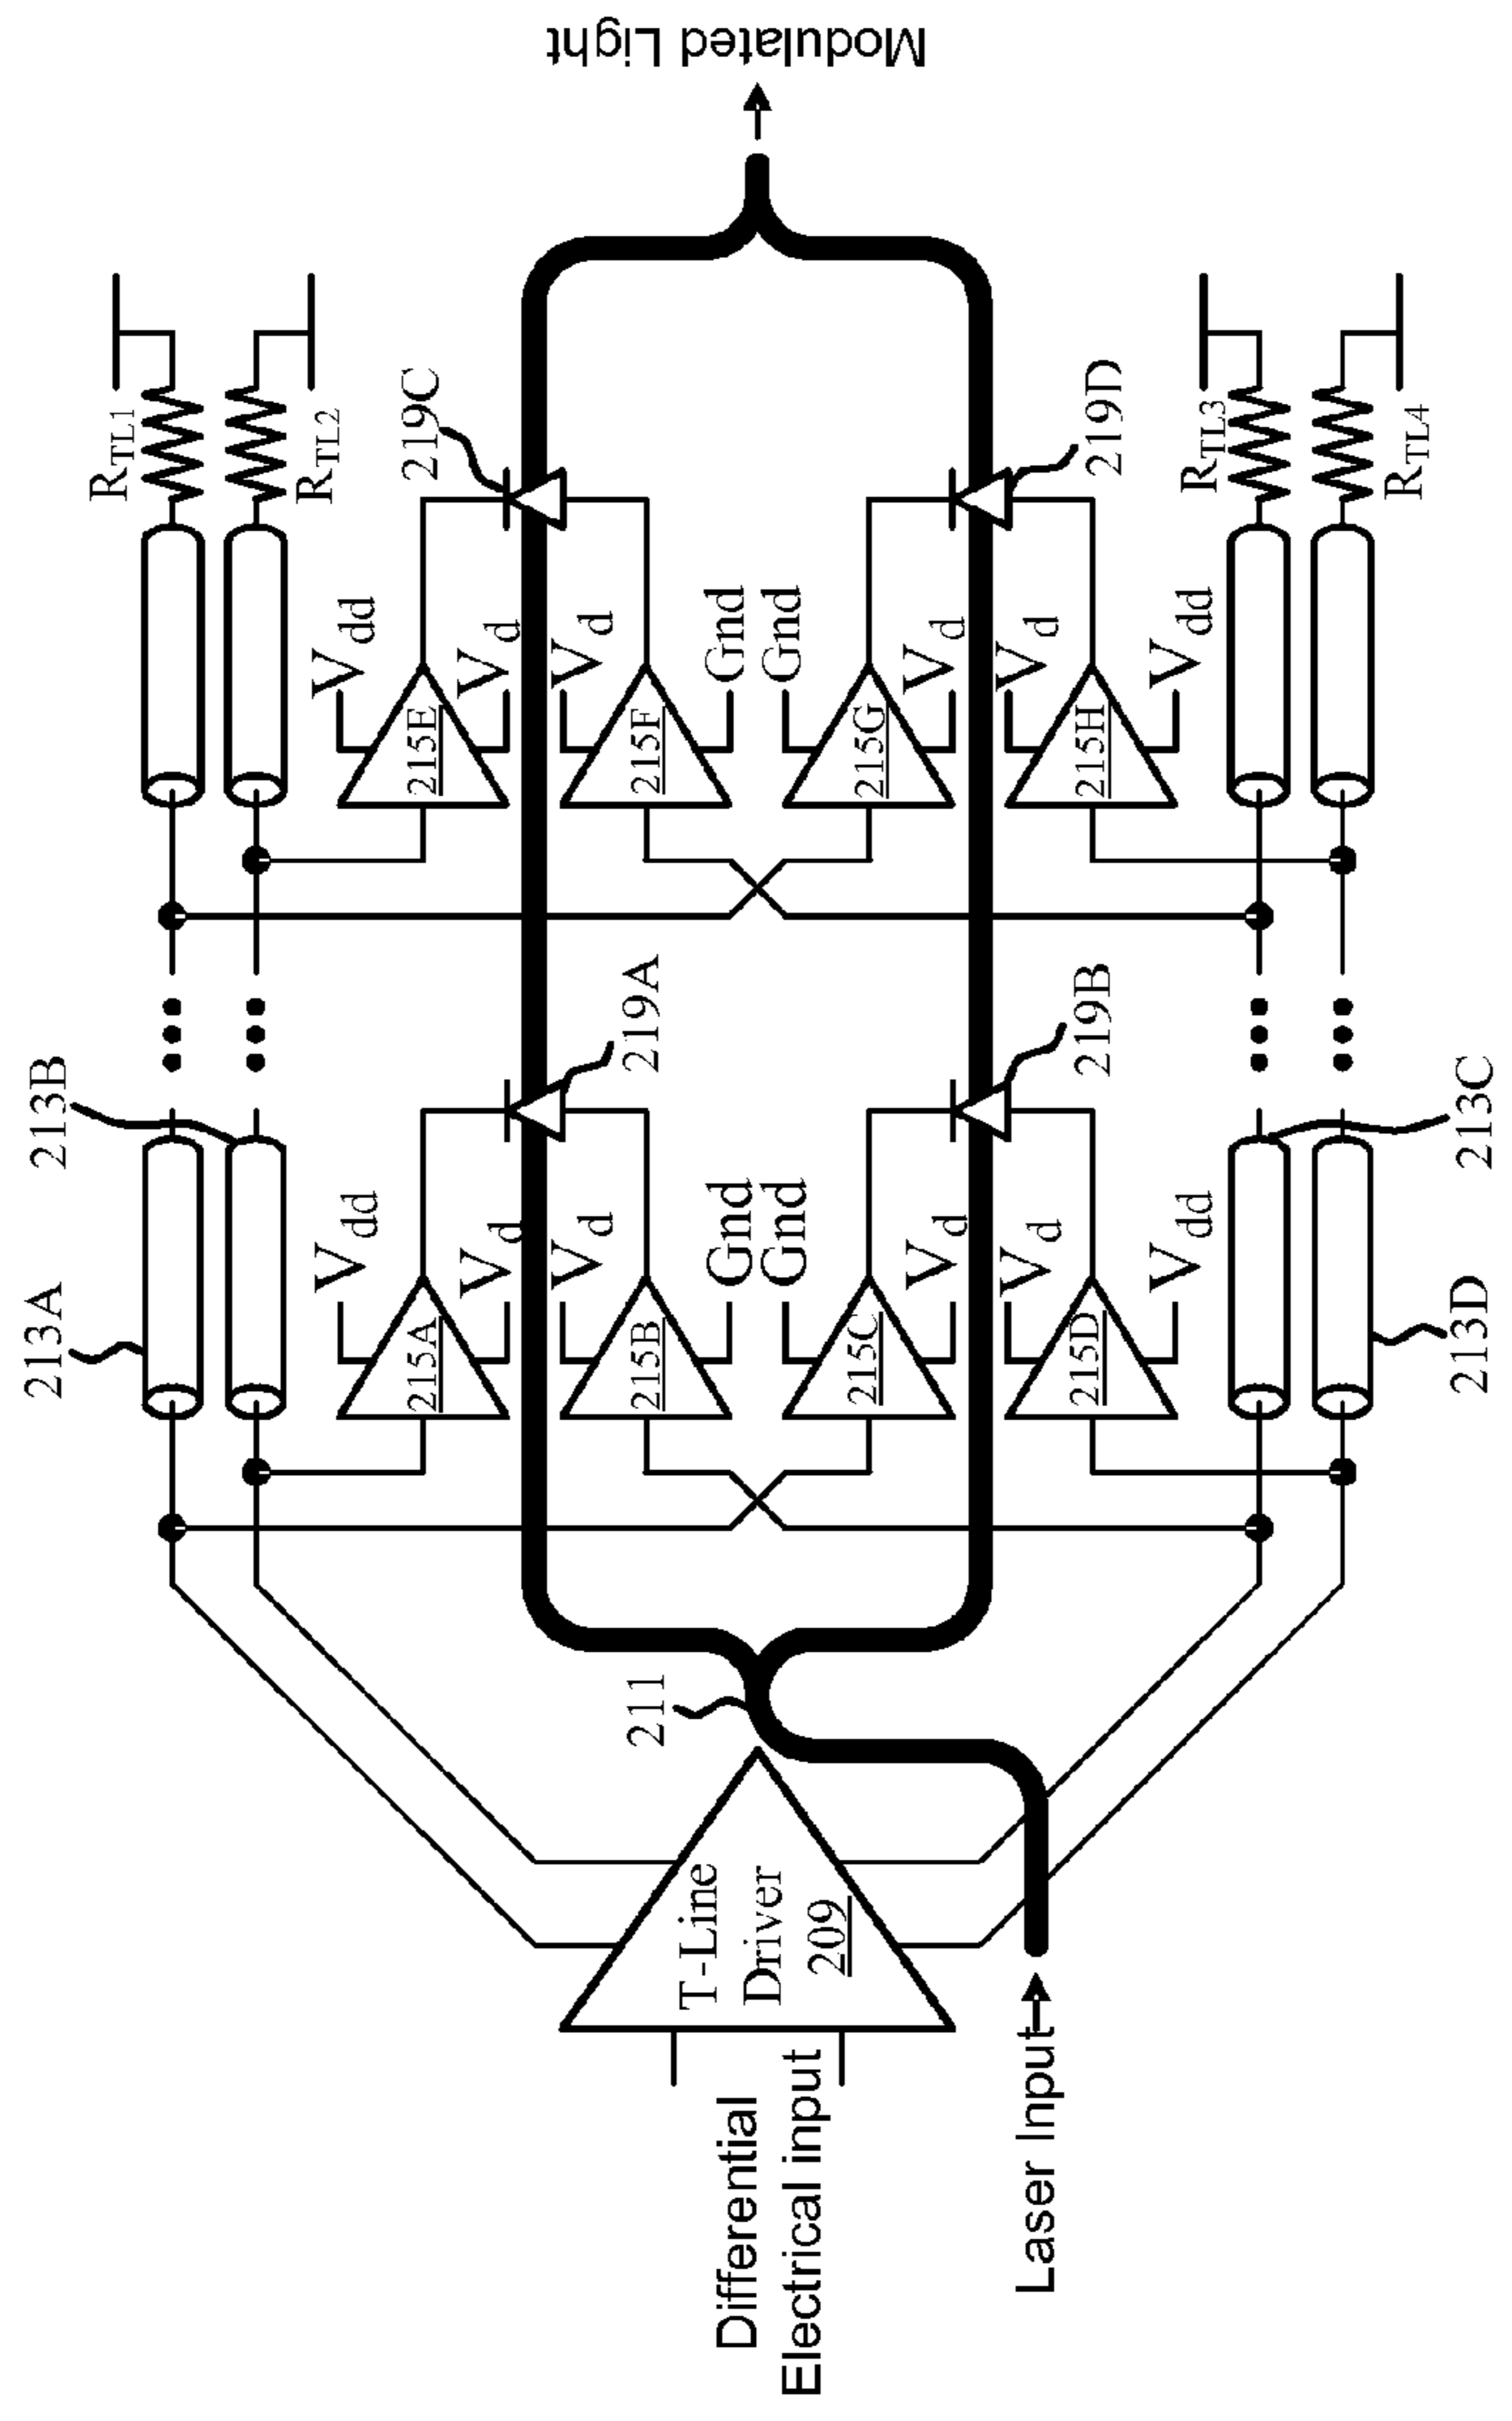 213A
213B
R_TL1
R_TL2
V_dd
V_dd
219C
215A
215E
V_d
V_d
V_d
V_d
219A
215B
215F
211
T-Line
Driver
209
Differential
Electrical input
Modulated Light
Gnd
Gnd
Gnd
Gnd
215C
215G
V_d
V_d
Laser Input
V_d
V_d
219B
219D
215D
215H
V_dd
V_dd
R_TL3
R_TL4
213D
213C